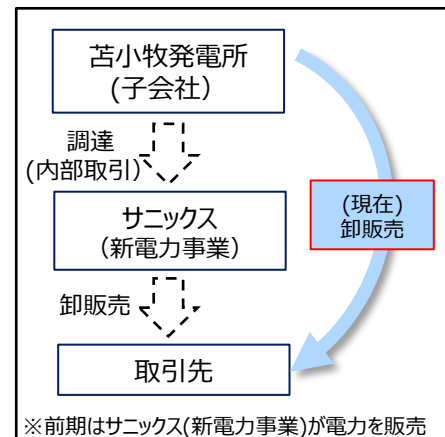 苫小牧発電所
(子会社）
調達
(内部取引)
サニックス
（新電力事業）
(現在)
卸販売
卸販売
取引先
※前期はサニックス(新電力事業)が電力を販売